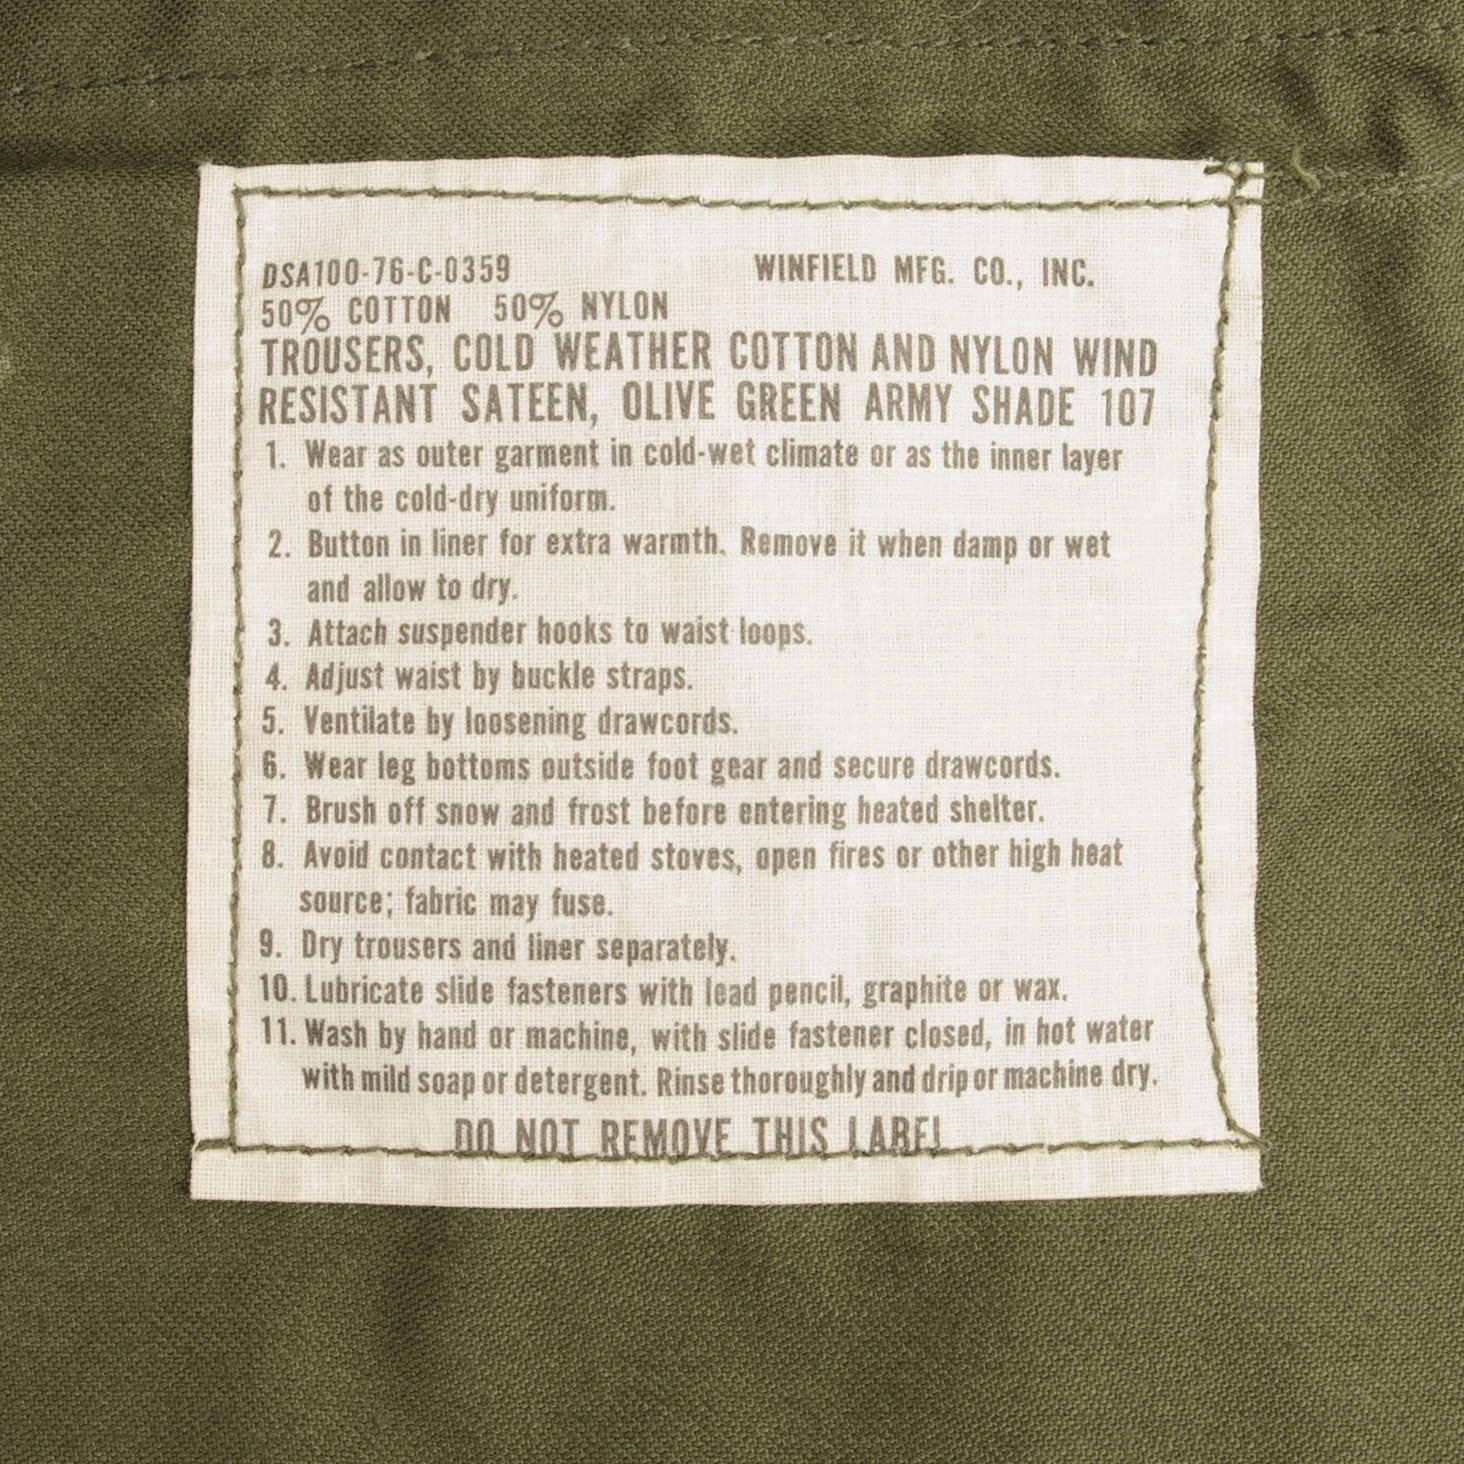 DSA100-76-C-0359 WINFIELD MFG. CO., INC.
50% COTTON 50% NYLON
TROUSERS, COLD WEATHER COTTON AND NYLON WIND
RESISTANT SATEEN, OLIVE GREEN ARMY SHADE 107
1. Wear as outer garment in cold-wet climate or as the inner layer
of the cold-dry uniform.
2. Button in liner for extra warmth. Remove it when damp or wet
and allow to dry.
3. Attach suspender hooks to waist loops.
4. Adjust waist by buckle straps.
5. Ventilate by loosening drawcords.
6. Wear leg bottoms outside foot gear and secure drawcords.
7. Brush off snow and frost before entering heated shelter.
8. Avoid contact with heated stoves, open fires or other high heat
source; fabric may fuse.
9. Dry trousers and liner separately.
10. Lubricate slide fasteners with lead pencil, graphite or wax.
11. Wash by hand or machine, with slide fastener closed, in hot water
with mild soap or detergent. Rinse thoroughly and drip or machine dry.
DO NOT REMOVE THIS LABEL